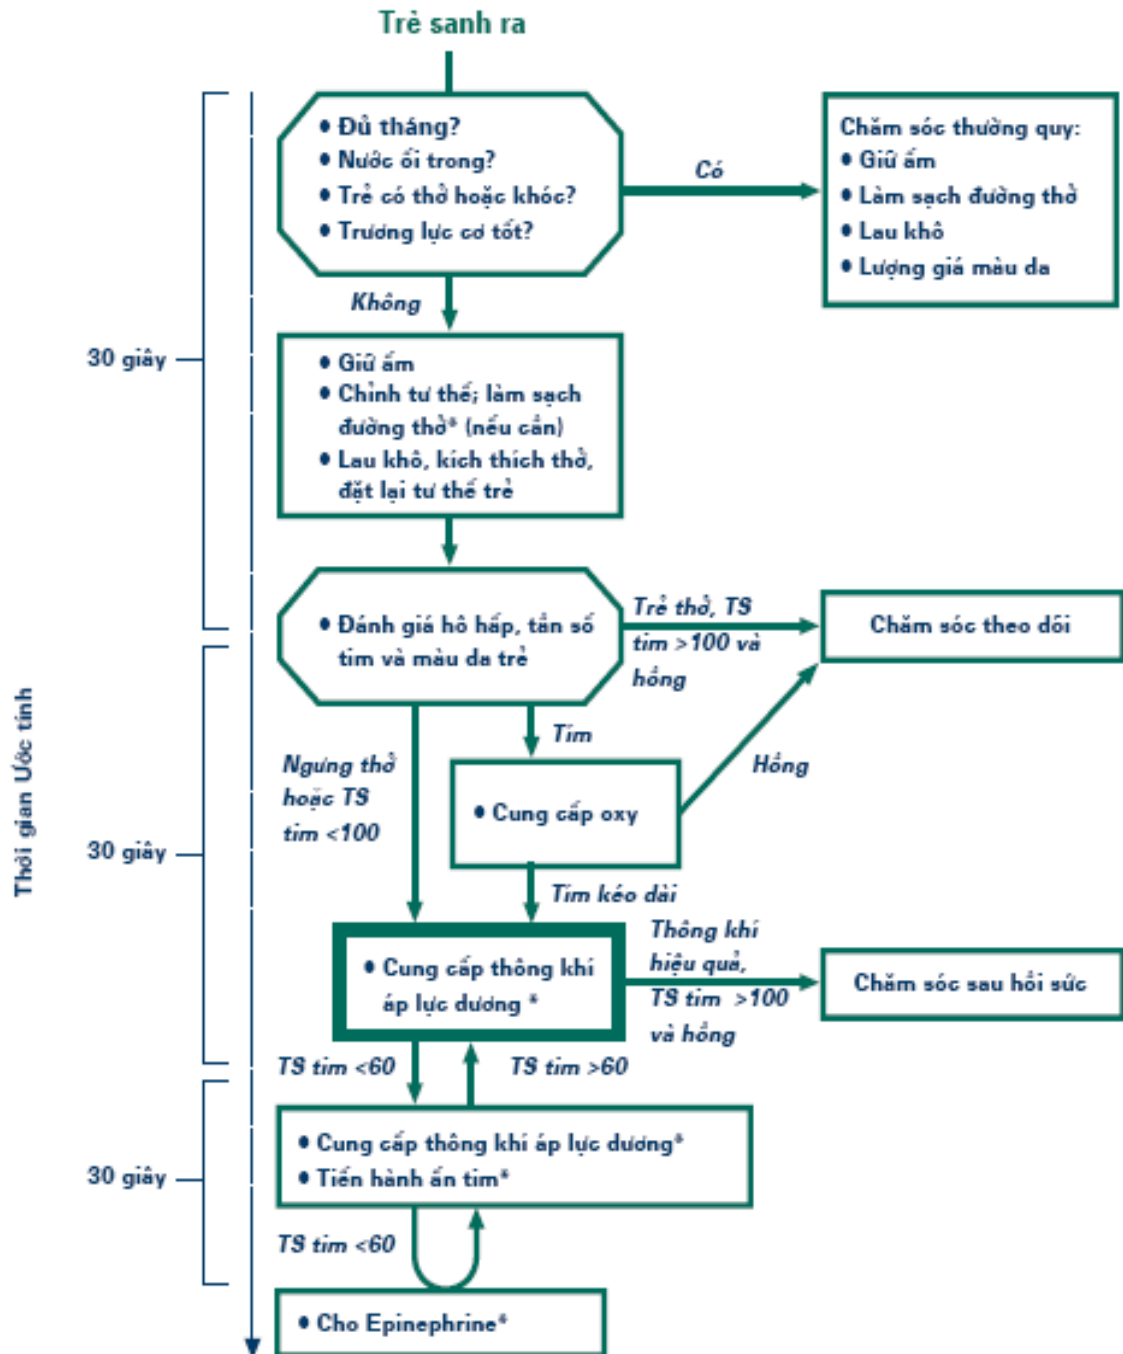 Trẻ sanh ra
• Đủ tháng?
• Nước ối trong?
• Trẻ có thở hoặc khóc?
• Trương lực cơ tốt?
Có
Chăm sóc thường quy:
• Giữ ấm
• Làm sạch đường thở
• Lau khô
• Lượng giá màu da
Không
30 giây
• Giữ ấm
• Chỉnh tư thế; làm sạch
đường thở* (nếu cần)
• Lau khô, kích thích thở,
đặt lại tư thế trẻ
• Đánh giá hô hấp, tần số
tim và màu da trẻ
Trẻ thở, TS
tim >100 và
hồng
Chăm sóc theo dõi
Thời gian Ước tính
Ngưng thở
hoặc TS
tim <100
Tím
Hồng
• Cung cấp oxy
30 giây
Tím kéo dài
• Cung cấp thông khí
áp lực dương *
Thông khí
hiệu quả,
TS tim >100
và hồng
Chăm sóc sau hồi sức
TS tim <60
TS tim >60
30 giây
• Cung cấp thông khí áp lực dương*
• Tiến hành ấn tim*
TS tim <60
• Cho Epinephrine*